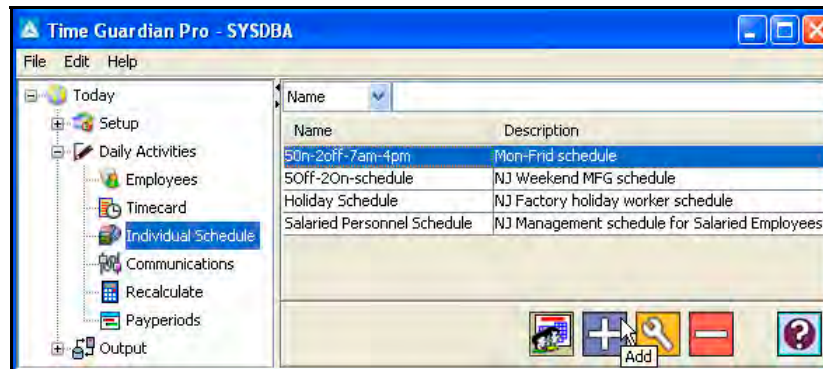 Time Guardian Pro - SYSDBA
File Edit Help
Today
Setup
Daily Activities
Employees
Timecard
Individual Schedule
Communications
Recalculate
Payperiods
Output
Name
Name Description
50n-2off-7am-4pm Mon-Frid schedule
5Off-2On-schedule NJ Weekend MFG schedule
Holiday Schedule NJ Factory holiday worker schedule
Salaried Personnel Schedule NJ Management schedule for Salaried Employees
Add